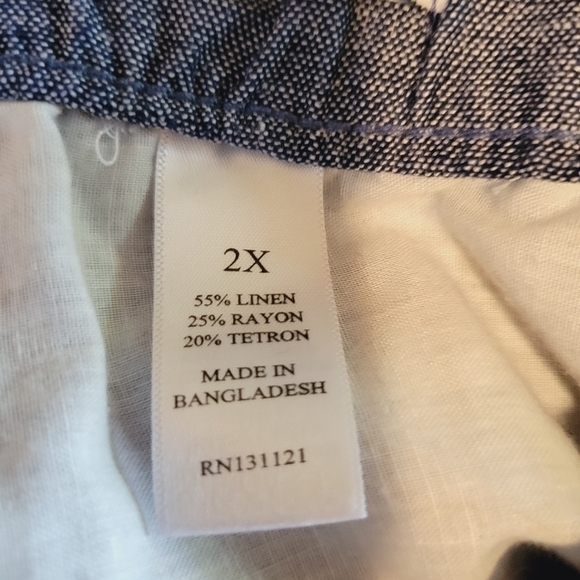 2X
55% LINEN
25% RAYON
20% TETRON
MADE IN
BANGLADESH
RN131121